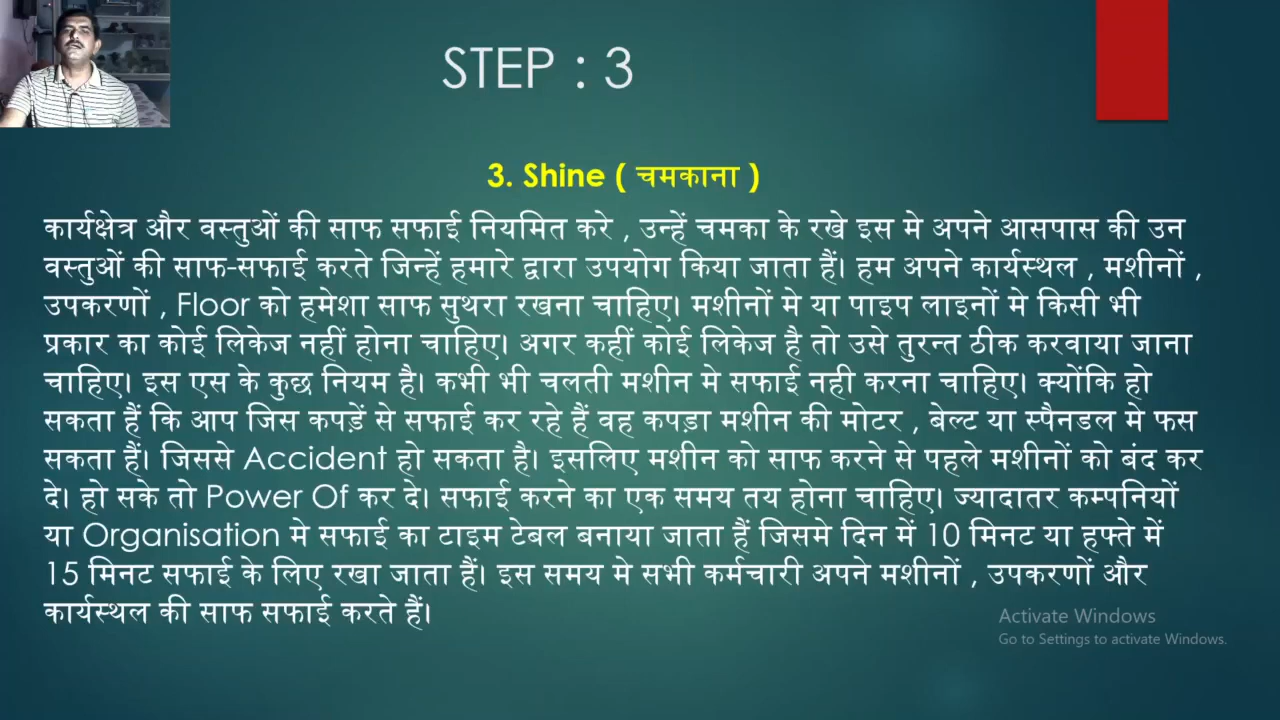 STEP : 3
3. Shine ( चमकाना )
कार्यक्षेत्र और वस्तुओं की साफ सफाई नियमित करे , उन्हें चमका के रखे इस मे अपने आसपास की उन
वस्तुओं की साफ-सफाई करते जिन्हें हमारे द्वारा उपयोग किया जाता हैं। हम अपने कार्यस्थल , मशीनों ,
उपकरणों , Floor को हमेशा साफ सुथरा रखना चाहिए। मशीनों मे या पाइप लाइनों मे किसी भी
प्रकार का कोई लिकेज नहीं होना चाहिए। अगर कहीं कोई लिकेज है तो उसे तुरन्त ठीक करवाया जाना
चाहिए। इस एस के कुछ नियम है। कभी भी चलती मशीन मे सफाई नही करना चाहिए। क्योंकि हो
सकता हैं कि आप जिस कपड़ें से सफाई कर रहे हैं वह कपड़ा मशीन की मोटर , बेल्ट या स्पैनडल मे फस
सकता हैं। जिससे Accident हो सकता है। इसलिए मशीन को साफ करने से पहले मशीनों को बंद कर
दे। हो सके तो Power Of कर दे। सफाई करने का एक समय तय होना चाहिए। ज्यादातर कम्पनियों
या Organisation मे सफाई का टाइम टेबल बनाया जाता हैं जिसमे दिन में 10 मिनट या हफ्ते में
15 मिनट सफाई के लिए रखा जाता हैं। इस समय मे सभी कर्मचारी अपने मशीनों , उपकरणों और
कार्यस्थल की साफ सफाई करते हैं।
Activate Windows
Go to Settings to activate Windows.